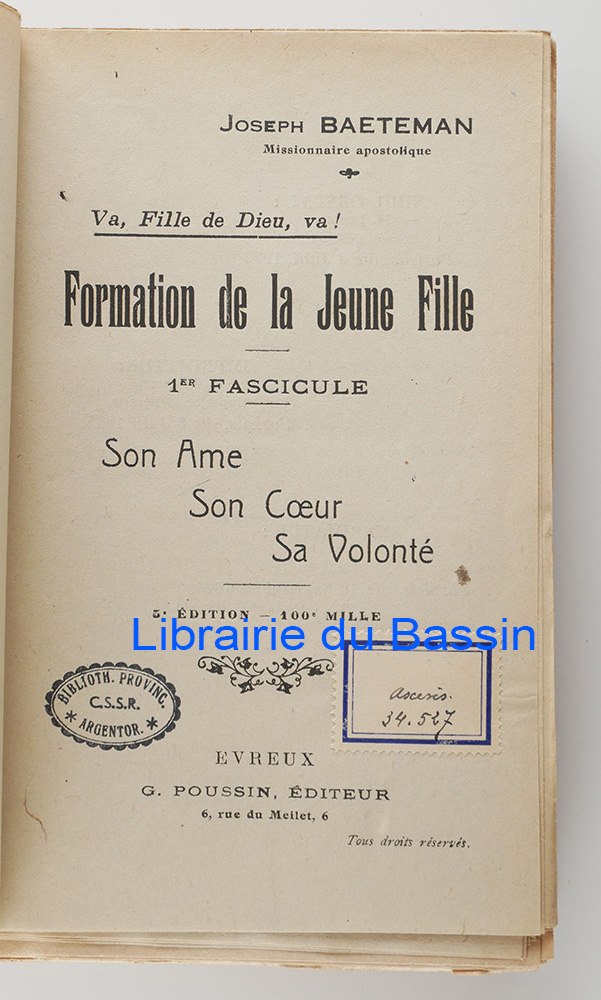 Joseph BAETEMAN
Missionnaire apostolique
Va, Fille de Dieu, va !
Formation de la Jeune Fille
1ER FASCICULE
Son Ame
Son Cœur
Sa Volonté
5e ÉDITION — 100e MILLE
Librairie du Bassin
BIBLIOTH. PROVINC.
C.S.S.R.
* ARGENTOR. *
ascesis.
34.527
EVREUX
G. POUSSIN, ÉDITEUR
6, rue du Meilet, 6
Tous droits réservés.